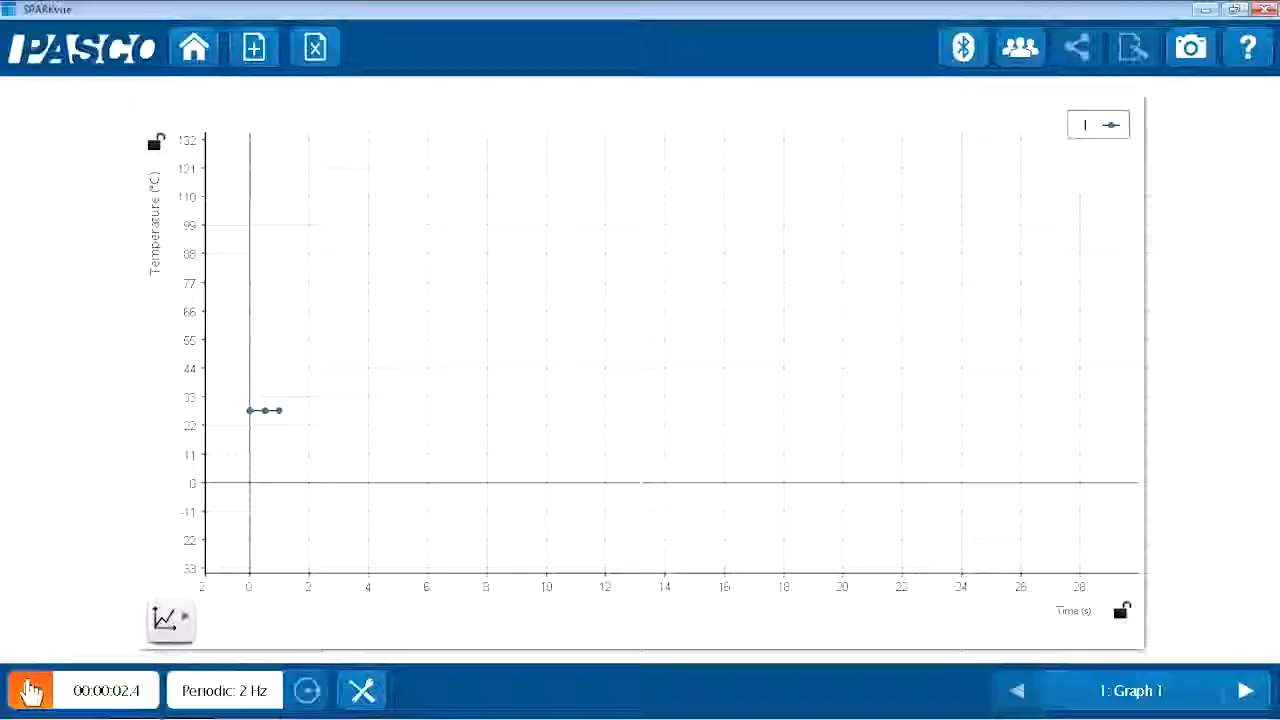 SPARKvue
PASCO
?
1
132
121
110
99
88
77
66
55
44
33
22
11
0
-11
22
33
Temperature (°C)
2 0 2 4 6 8 10 12 14 16 18 20 22 24 26 28
Time (s)
00:00:02.4
Periodic: 2 Hz
1: Graph 1